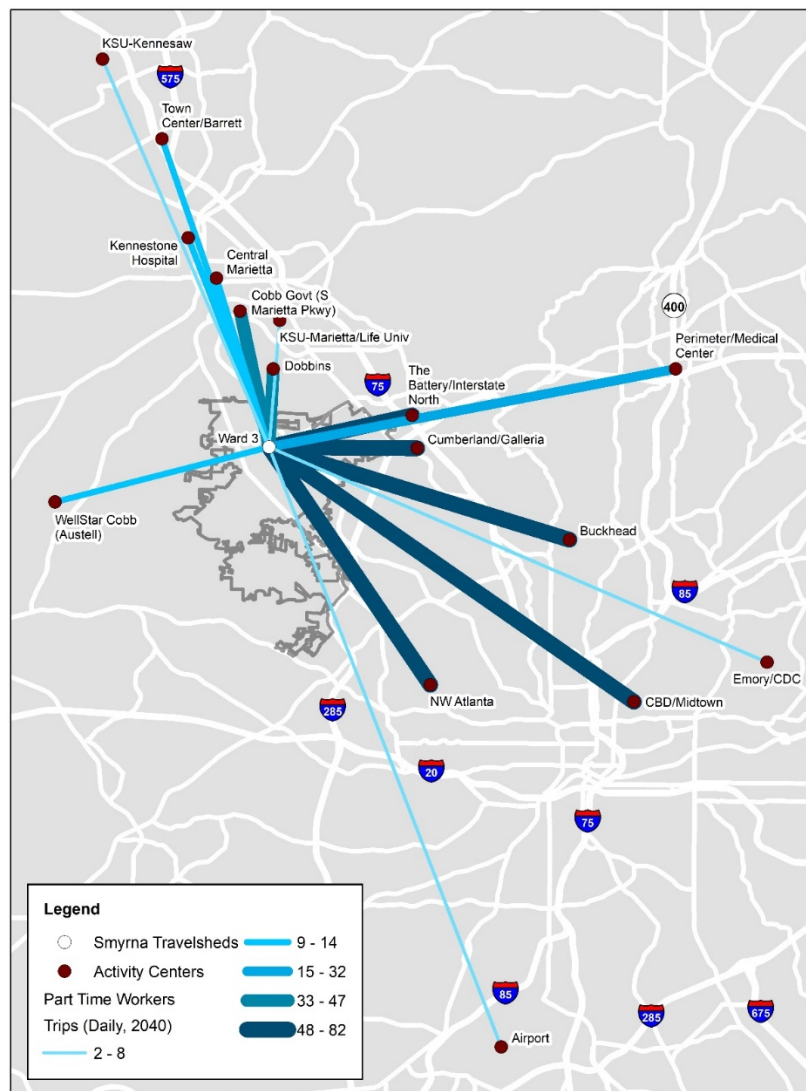 KSU-Kennesaw
575
Town
Center/Barrett
Kennestone
Hospital
Central
Marietta
Cobb Govt (S
Marietta Pkwy)
400
KSU-Marietta/Life Univ
Perimeter/Medical
Center
Dobbins
75
The
Battery/Interstate
North
Ward 3
Cumberland/Galleria
WellStar Cobb
(Austell)
Buckhead
85
Emory/CDC
NW Atlanta
CBD/Midtown
285
20
75
Legend
Smyrna Travelsheds
Activity Centers
Part Time Workers
Trips (Daily, 2040)
2 - 8
9 - 14
15 - 32
33 - 47
48 - 82
85
285
675
Airport